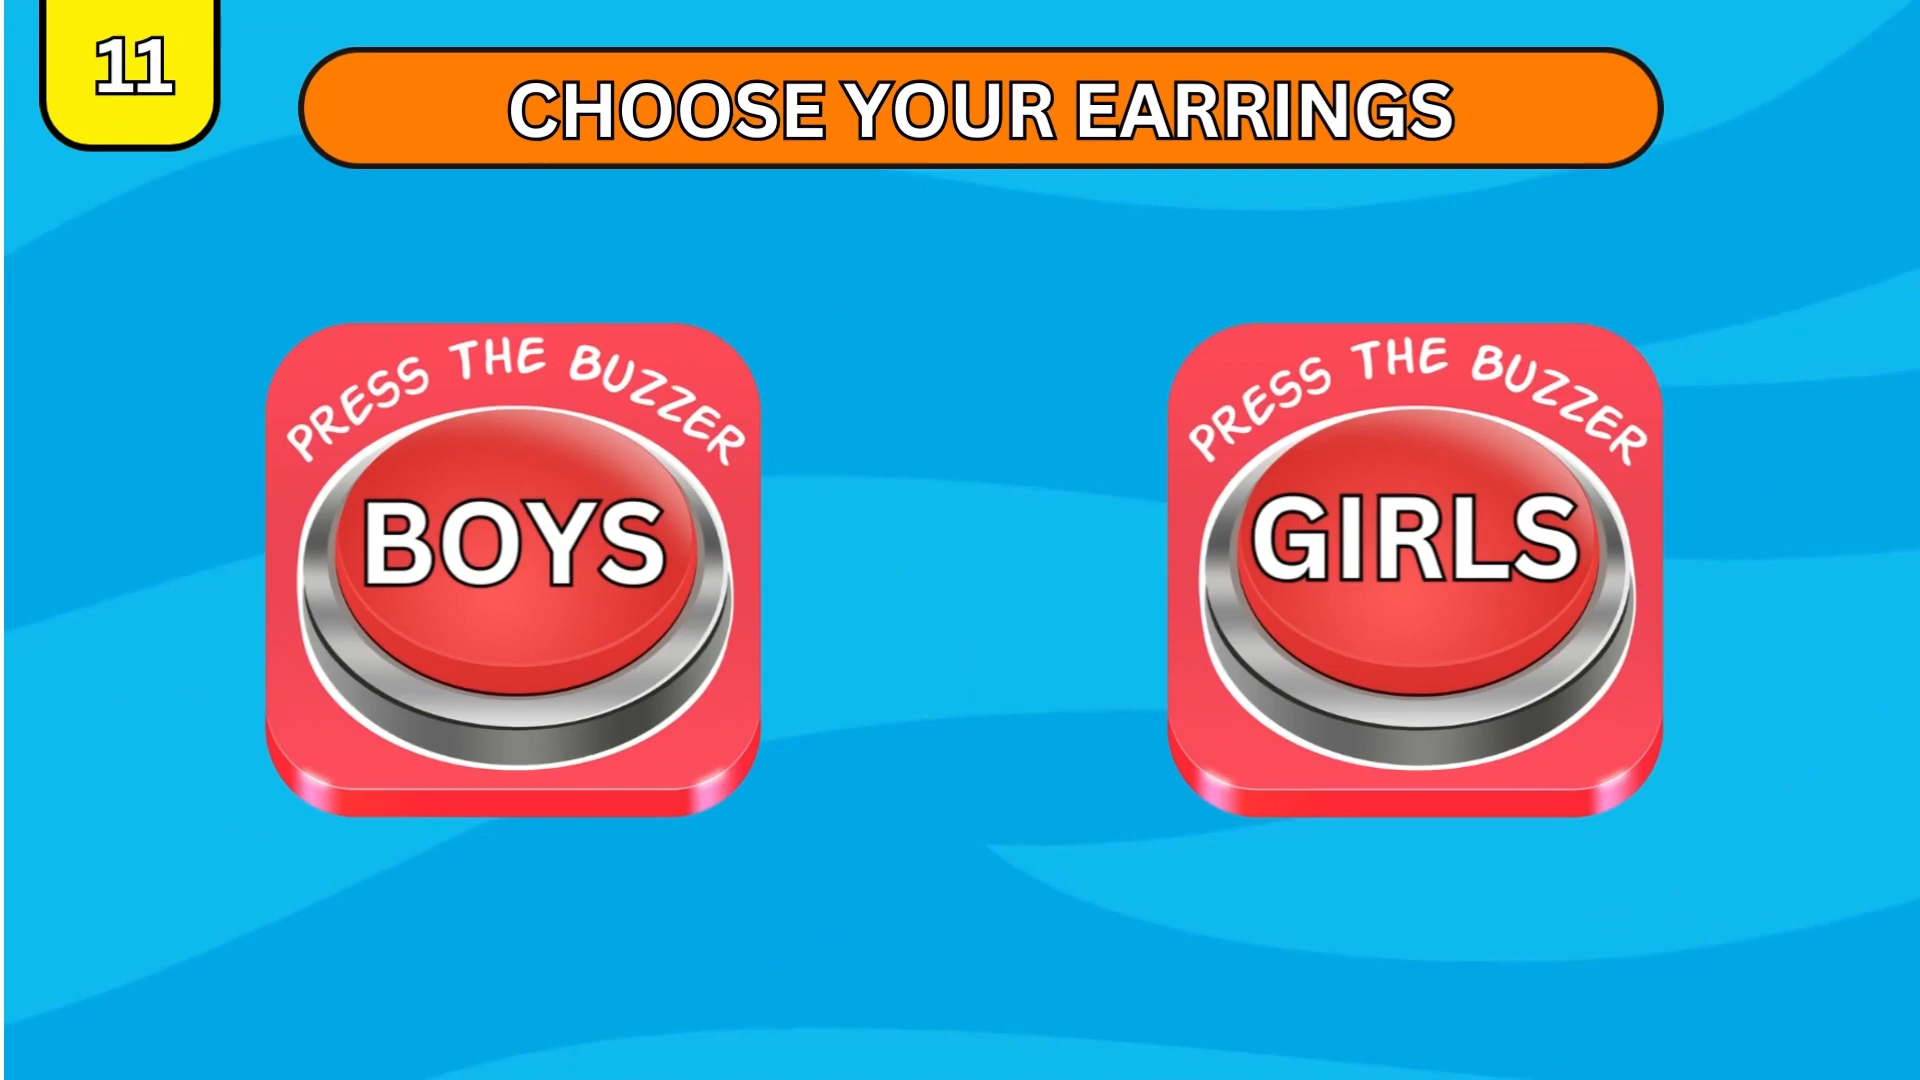 11
CHOOSE YOUR EARRINGS
PRESS THE BUZZER
BOYS
PRESS THE BUZZER
GIRLS